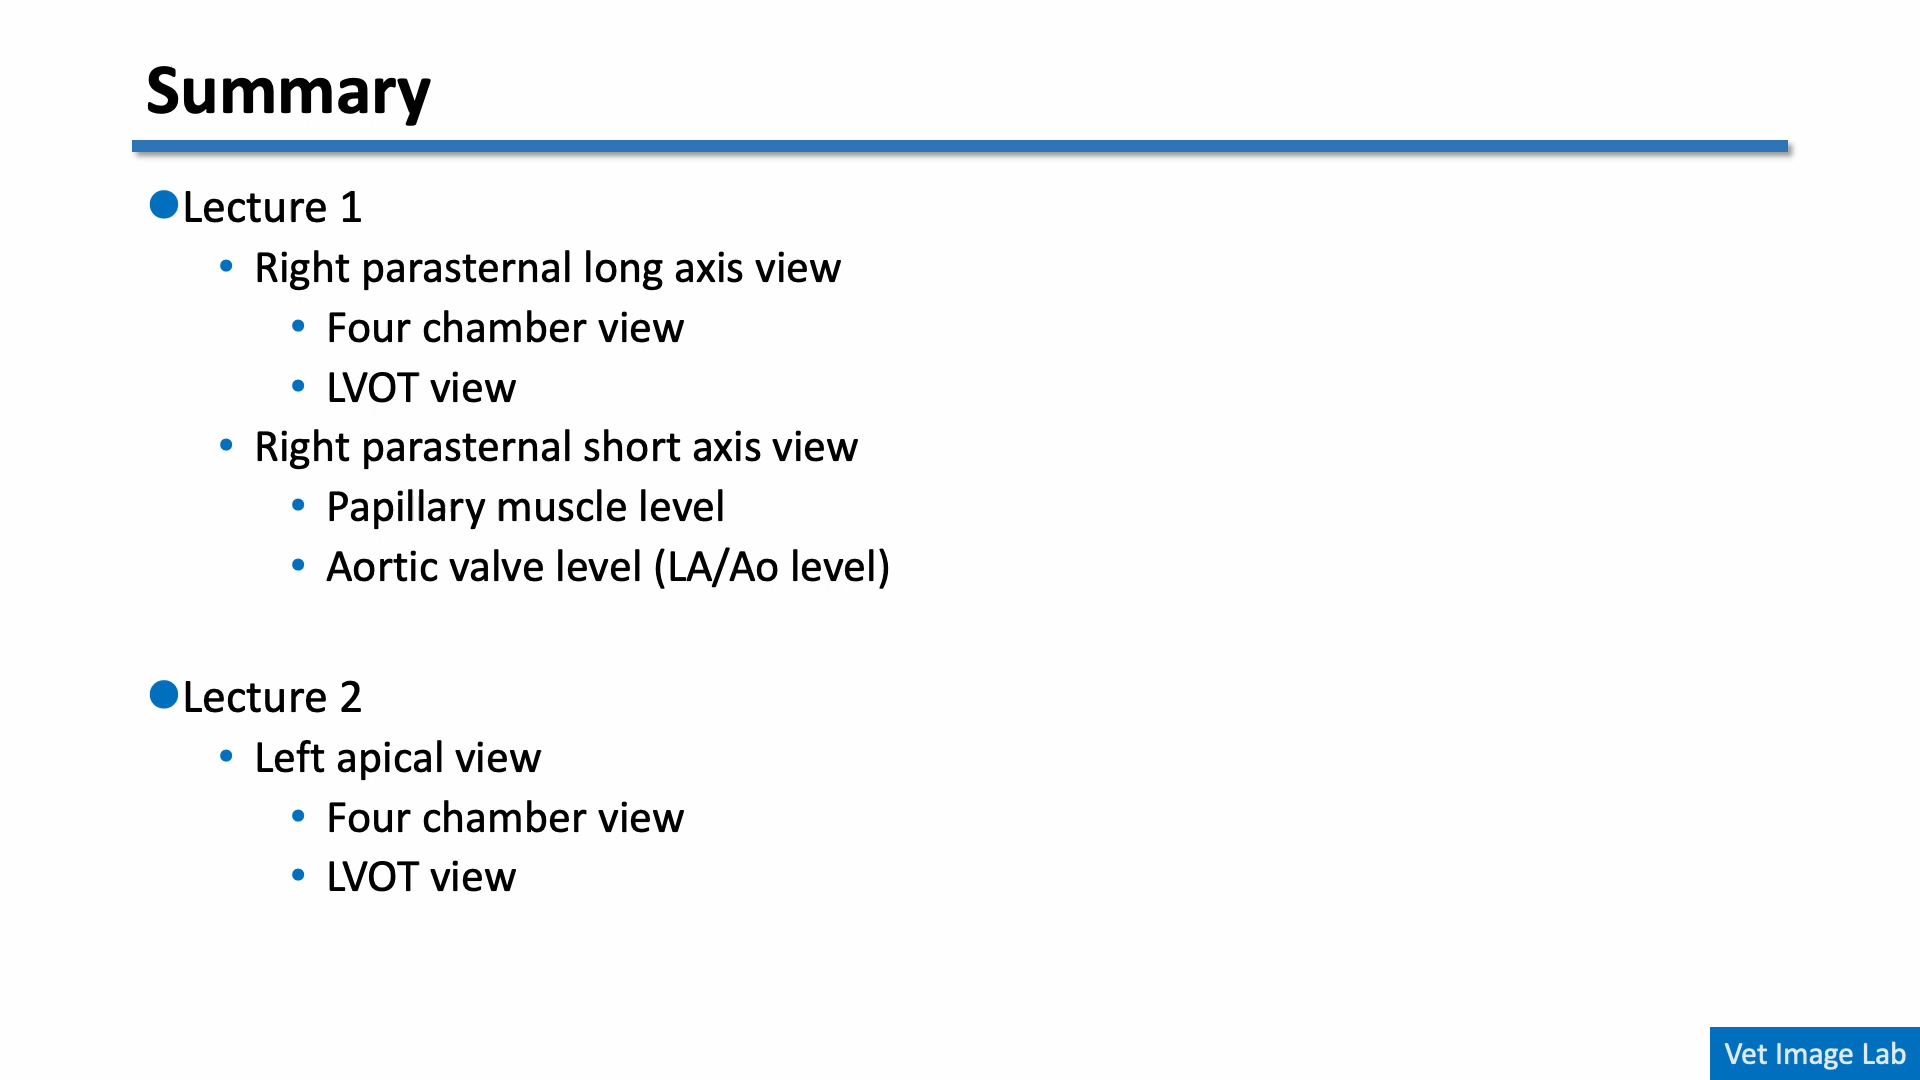 Summary
●Lecture 1
• Right parasternal long axis view
• Four chamber view
• LVOT view
• Right parasternal short axis view
• Papillary muscle level
• Aortic valve level (LA/Ao level)
●Lecture 2
• Left apical view
• Four chamber view
• LVOT view
Vet Image Lab